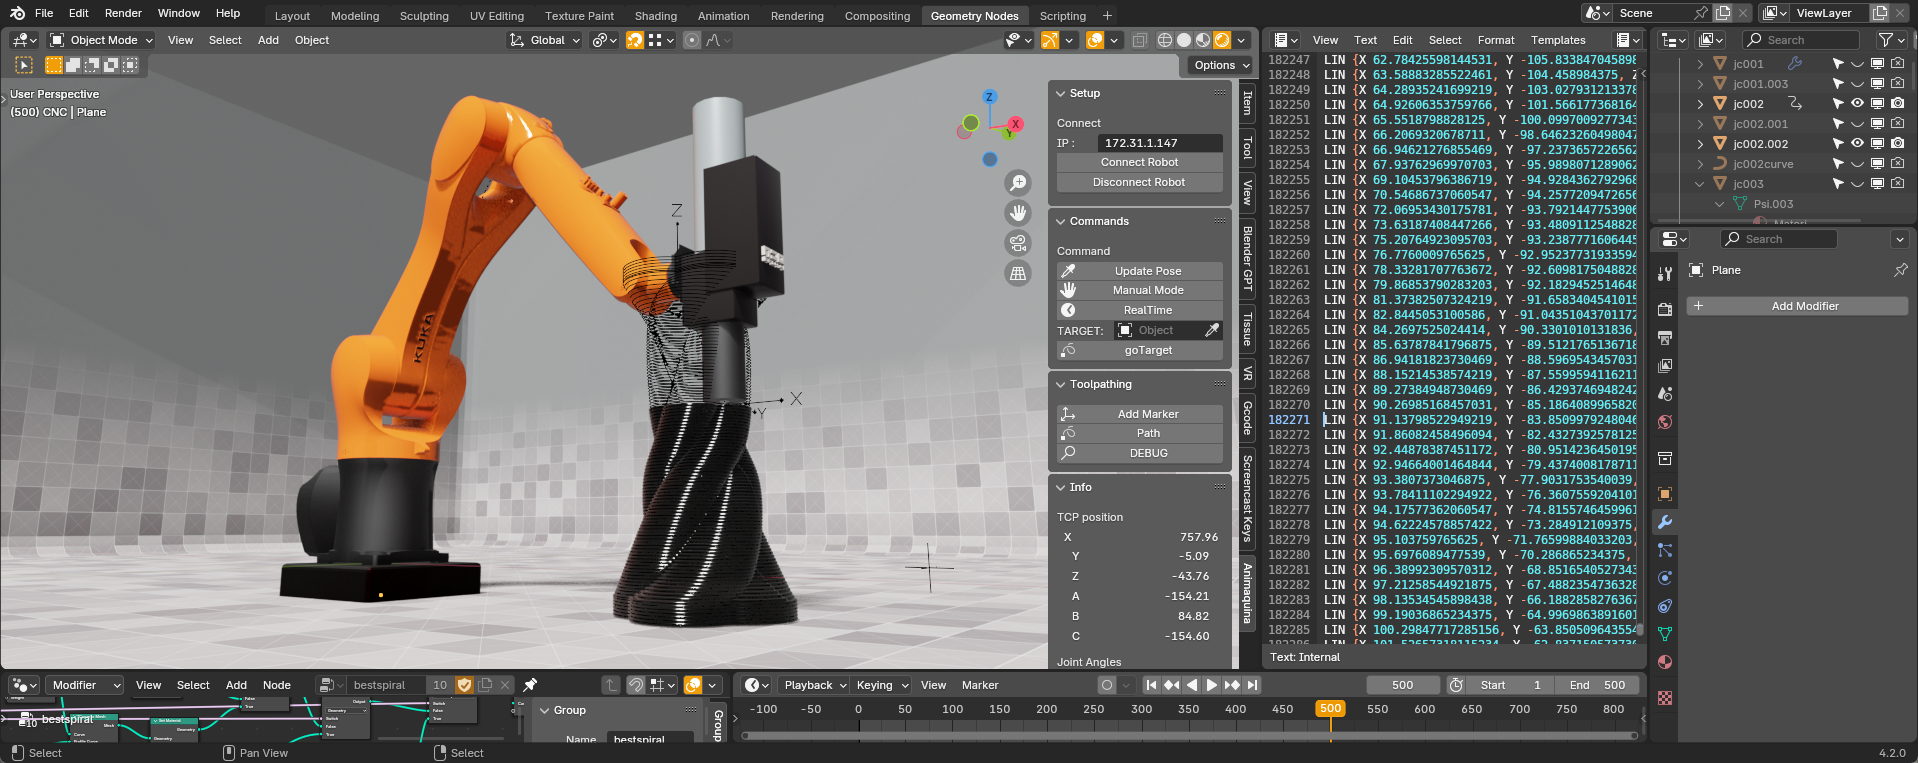 File Edit Render Window Help Layout Modeling Sculpting UV Editing Texture Paint Shading Animation Rendering Compositing Geometry Nodes Scripting + Scene ViewLayer
Object Mode View Select Add Object Global View Text Edit Select Format Templates Search
Options
User Perspective
(500) CNC | Plane
Z
X
Y
Z
X
Y
KUKA
Setup
Connect
IP : 172.31.1.147
Connect Robot
Disconnect Robot
Commands
Command
Update Pose
Manual Mode
RealTime
TARGET: Object
goTarget
Toolpathing
Add Marker
Path
DEBUG
Info
TCP position
X 757.96
Y -5.09
Z -43.76
A -154.21
B 84.82
C -154.60
Joint Angles
Item
Tool
View
Blender GPT
Tissue
VR
Gcode
Screencast Keys
Animaquina
182247 LIN {X 62.78425598144531, Y -105.833847045898
182248 LIN {X 63.58883285522461, Y -104.458984375, Z
182249 LIN {X 64.28935241699219, Y -103.027931213378
182250 LIN {X 64.92606353759766, Y -101.566177368164
182251 LIN {X 65.5518798828125, Y -100.0997009277343
182252 LIN {X 66.2069320678711, Y -98.64623260498047
182253 LIN {X 66.94621276855469, Y -97.2373657226562
182254 LIN {X 67.93762969970703, Y -95.9898071289062
182255 LIN {X 69.10453796386719, Y -94.9284362792968
182256 LIN {X 70.54686737060547, Y -94.2577209472656
182257 LIN {X 72.06953430175781, Y -93.7921447753906
182258 LIN {X 73.63187408447266, Y -93.4809112548828
182259 LIN {X 75.20764923095703, Y -93.2387771606445
182260 LIN {X 76.7760009765625, Y -92.95237731933594
182261 LIN {X 78.33281707763672, Y -92.6098175048828
182262 LIN {X 79.86853790283203, Y -92.1829452514648
182263 LIN {X 81.37382507324219, Y -91.6583404541015
182264 LIN {X 82.8445053100586, Y -91.04351043701172
182265 LIN {X 84.2697525024414, Y -90.3301010131836,
182266 LIN {X 85.63787841796875, Y -89.5121765136718
182267 LIN {X 86.94181823730469, Y -88.5969543457031
182268 LIN {X 88.15214538574219, Y -87.5599594116211
182269 LIN {X 89.27384948730469, Y -86.4293746948242
182270 LIN {X 90.26985168457031, Y -85.1864089965820
182271 LIN {X 91.13798522949219, Y -83.8509979248046
182272 LIN {X 91.86082458496094, Y -82.4327392578125
182273 LIN {X 92.44878387451172, Y -80.9514236450195
182274 LIN {X 92.94664001464844, Y -79.4374008178711
182275 LIN {X 93.3807373046875, Y -77.9031753540039,
182276 LIN {X 93.78411102294922, Y -76.3607559204101
182277 LIN {X 94.17577362060547, Y -74.8155746459961
182278 LIN {X 94.62224578857422, Y -73.284912109375,
182279 LIN {X 95.103759765625, Y -71.76599884033203,
182280 LIN {X 95.6976089477539, Y -70.286865234375,
182281 LIN {X 96.38992309570312, Y -68.8516540527343
182282 LIN {X 97.21258544921875, Y -67.4882354736328
182283 LIN {X 98.13534545898438, Y -66.1882858276367
182284 LIN {X 99.19036865234375, Y -64.9969863891601
182285 LIN {X 100.29847717285156, Y -63.850509643554
Text: Internal
jc001
jc001.003
jc002
jc002.001
jc002.002
jc002curve
jc003
Psi.003
Search
Plane
+ Add Modifier
Modifier View Select Add Node bestspiral 10
bestspiral
Group
Name bestspiral
Group
Playback Keying View Marker 500 Start 1 End 500
-100 -50 0 50 100 150 200 250 300 350 400 450 500 550 600 650 700 750 800
Select Pan View Select 4.2.0